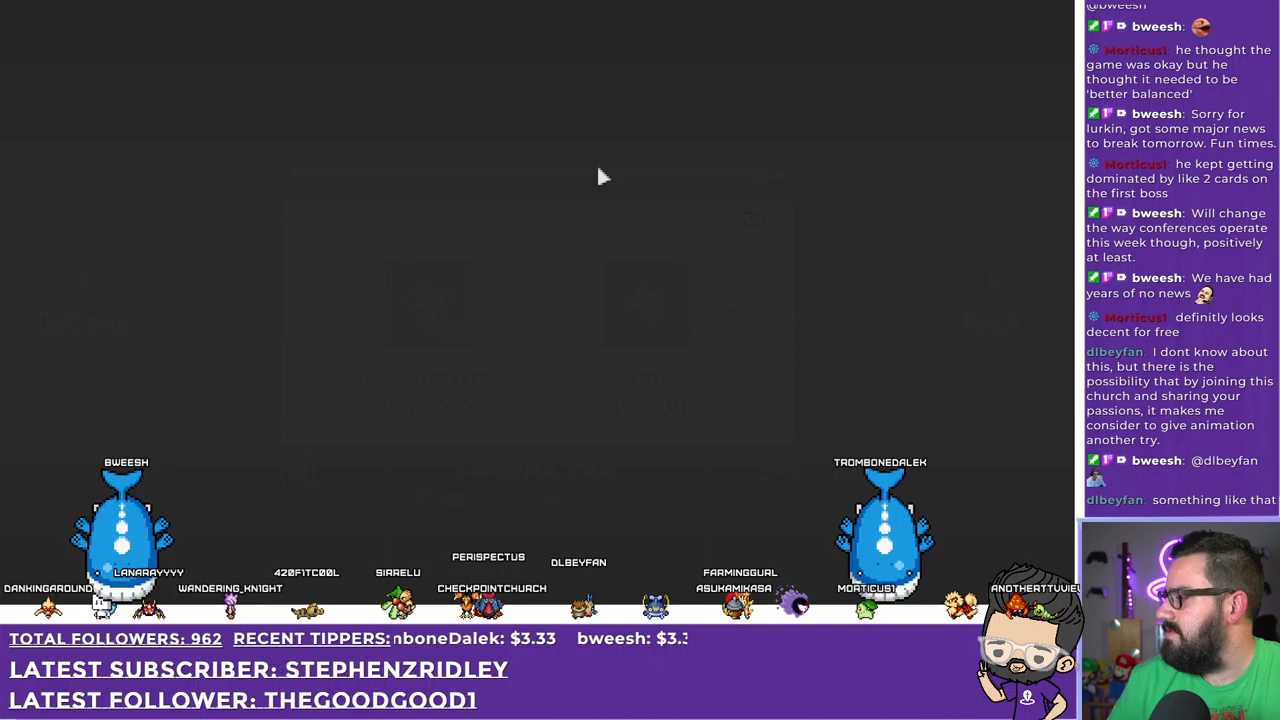 @bweesh
bweesh:
Morticus1: he thought the
game was okay but he
thought it needed to be
'better balanced'
bweesh: Sorry for
lurkin, got some major news
to break tomorrow. Fun times.
Morticus1: he kept getting
dominated by like 2 cards on
the first boss
bweesh: Will change
the way conferences operate
this week though, positively
at least.
bweesh: We have had
years of no news
Morticus1: definitly looks
decent for free
dlbeyfan: I dont know about
this, but there is the
possibility that by joining this
church and sharing your
passions, it makes me
consider to give animation
another try.
bweesh: @dlbeyfan
dlbeyfan: something like that
BWEESH
TROMBONEDALEK
PERISPECTUS
DLBEYFAN
LANARAYYYY
420F1TC00L
SIRRELU
FARMINGGURL
DANKINGAROUND
WANDERING_KNIGHT
CHECKPOINTCHURCH
ASUKAMIKASA
MORTICUS1
ANOTHERTTVVIE
TOTAL FOLLOWERS: 962 RECENT TIPPERS: nboneDalek: $3.33 bweesh: $3.3
LATEST SUBSCRIBER: STEPHENZRIDLEY
LATEST FOLLOWER: THEGOODGOOD1